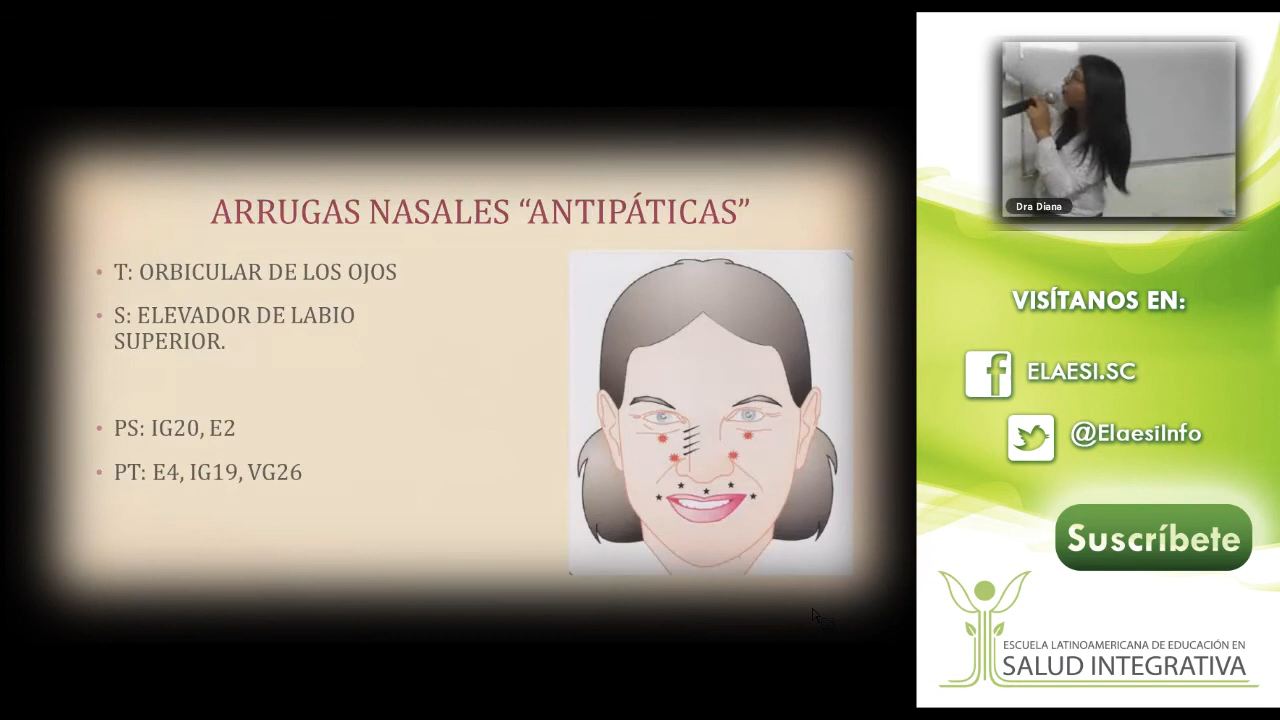 ARRUGAS NASALES “ANTIPÁTICAS”
• T: ORBICULAR DE LOS OJOS
• S: ELEVADOR DE LABIO
SUPERIOR.
• PS: IG20, E2
• PT: E4, IG19, VG26
Dra Diana
VISÍTANOS EN:
ELAESI.SC
@ElaesiInfo
Suscríbete
ESCUELA LATINOAMERICANA DE EDUCACIÓN EN
SALUD INTEGRATIVA